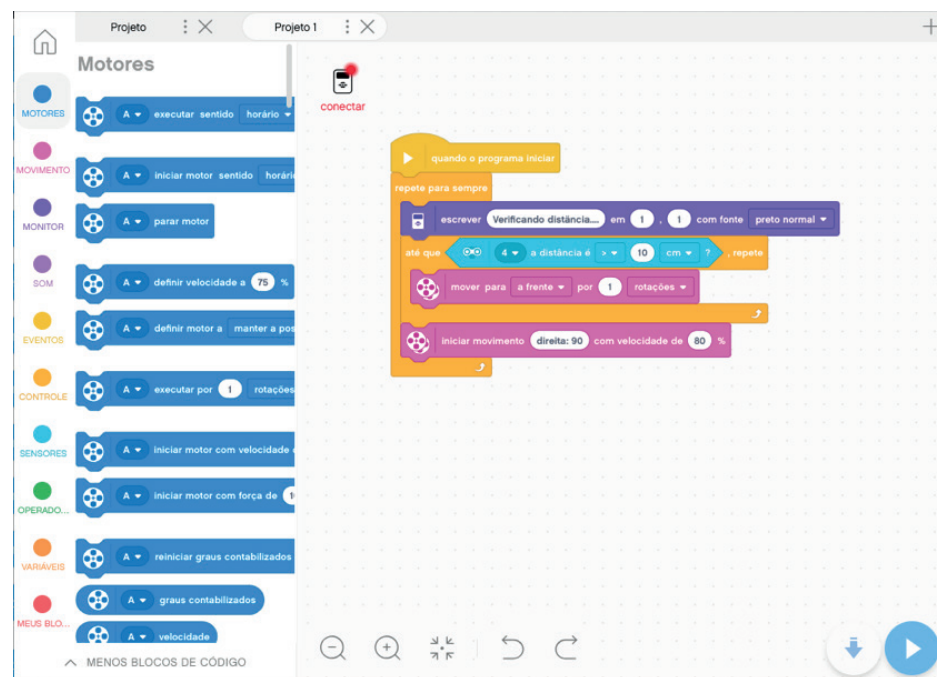 Projeto
Projeto 1
Motores
MOTORES
MOVIMENTO
MONITOR
SOM
EVENTOS
CONTROLE
SENSORES
OPERADO...
VARIÁVEIS
MEUS BLO...
A executar sentido horário
A iniciar motor sentido horári
A parar motor
A definir velocidade a 75 %
A definir motor a manter a pos
A executar por 1 rotações
A iniciar motor com velocidade
A iniciar motor com força de
A reiniciar graus contabilizados
A graus contabilizados
A velocidade
MENOS BLOCOS DE CÓDIGO
conectar
quando o programa iniciar
repete para sempre
escrever Verificando distância.... em 1 , 1 com fonte preto normal
até que 4 a distância é > 10 cm ? , repete
mover para a frente por 1 rotações
iniciar movimento direita: 90 com velocidade de 80 %